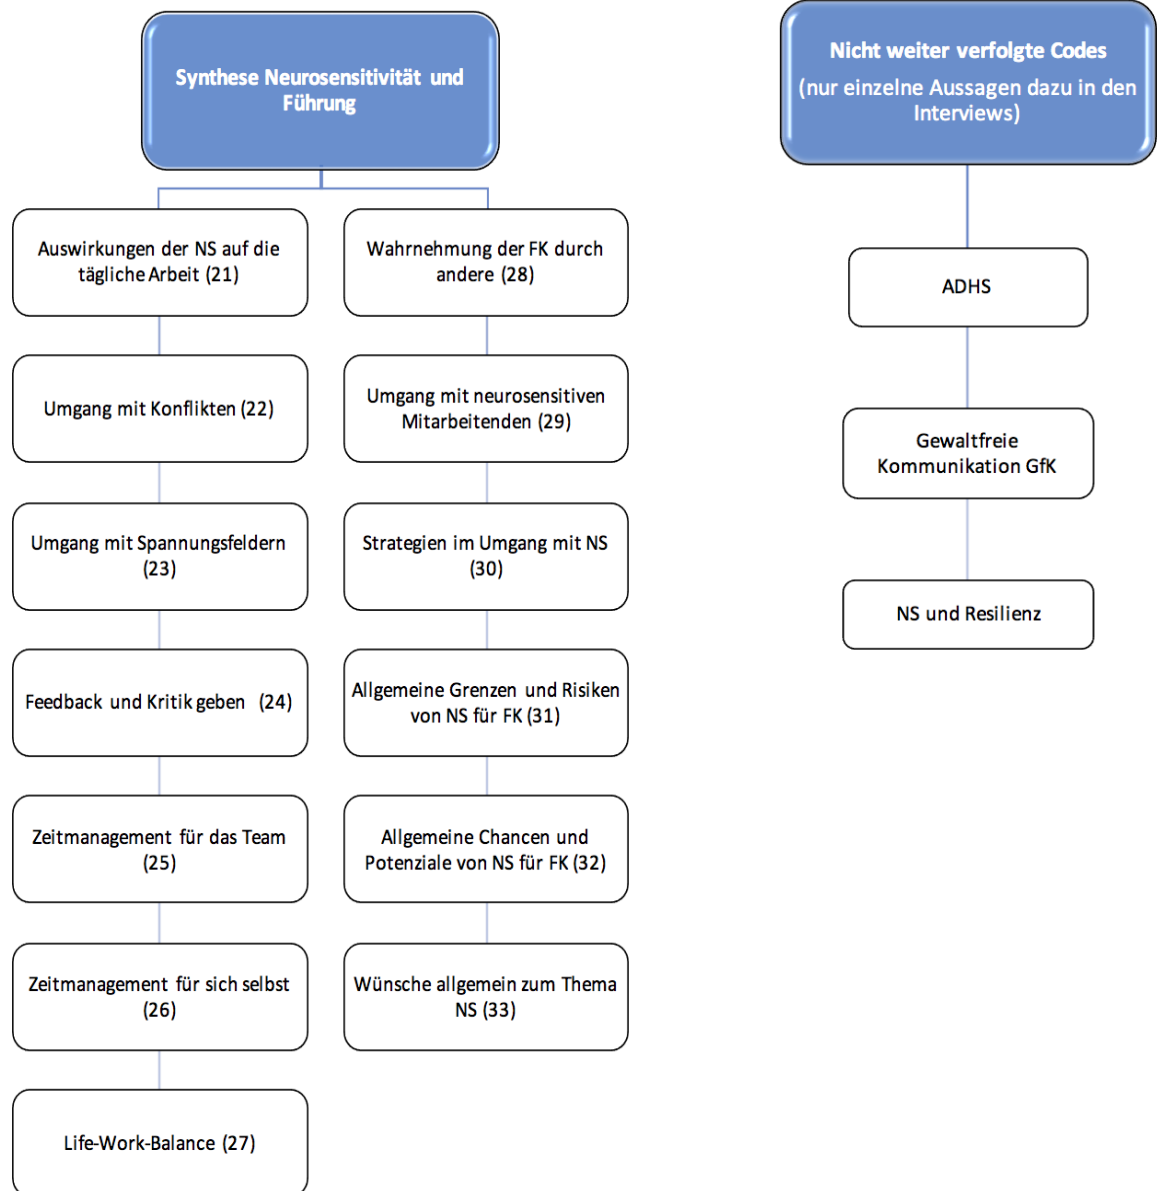 Synthese Neurosensitivität und
Führung
Auswirkungen der NS auf die
tägliche Arbeit (21)
Umgang mit Konflikten (22)
Umgang mit Spannungsfeldern
(23)
Feedback und Kritik geben (24)
Zeitmanagement für das Team
(25)
Zeitmanagement für sich selbst
(26)
Life-Work-Balance (27)
Wahrnehmung der FK durch
andere (28)
Umgang mit neurosensitiven
Mitarbeitenden (29)
Strategien im Umgang mit NS
(30)
Allgemeine Grenzen und Risiken
von NS für FK (31)
Allgemeine Chancen und
Potenziale von NS für FK (32)
Wünsche allgemein zum Thema
NS (33)
Nicht weiter verfolgte Codes
(nur einzelne Aussagen dazu in den
Interviews)
ADHS
Gewaltfreie
Kommunikation GfK
NS und Resilienz